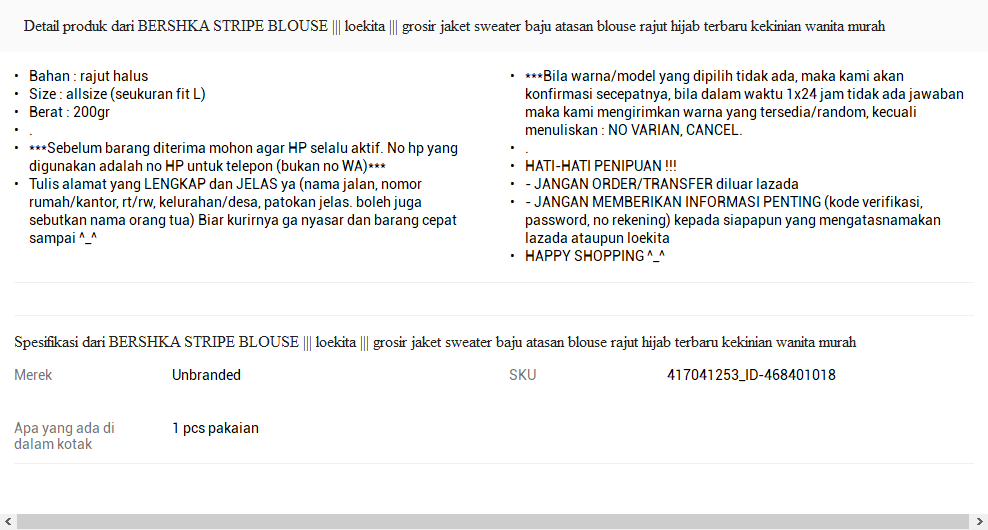 Detail produk dari BERSHKA STRIPE BLOUSE ||| loekita ||| grosir jaket sweater baju atasan blouse rajut hijab terbaru kekinian wanita murah
• Bahan : rajut halus
• Size : allsize (seukuran fit L)
• Berat : 200gr
• .
• ***Sebelum barang diterima mohon agar HP selalu aktif. No hp yang
digunakan adalah no HP untuk telepon (bukan no WA)***
• Tulis alamat yang LENGKAP dan JELAS ya (nama jalan, nomor
rumah/kantor, rt/rw, kelurahan/desa, patokan jelas. boleh juga
sebutkan nama orang tua) Biar kurirnya ga nyasar dan barang cepat
sampai ^_^
• ***Bila warna/model yang dipilih tidak ada, maka kami akan
konfirmasi secepatnya, bila dalam waktu 1x24 jam tidak ada jawaban
maka kami mengirimkan warna yang tersedia/random, kecuali
menuliskan : NO VARIAN, CANCEL.
• .
• HATI-HATI PENIPUAN !!!
• - JANGAN ORDER/TRANSFER diluar lazada
• - JANGAN MEMBERIKAN INFORMASI PENTING (kode verifikasi,
password, no rekening) kepada siapapun yang mengatasnamakan
lazada ataupun loekita
• HAPPY SHOPPING ^_^
Spesifikasi dari BERSHKA STRIPE BLOUSE ||| loekita ||| grosir jaket sweater baju atasan blouse rajut hijab terbaru kekinian wanita murah
Merek Unbranded SKU 417041253_ID-468401018
Apa yang ada di 1 pcs pakaian
dalam kotak